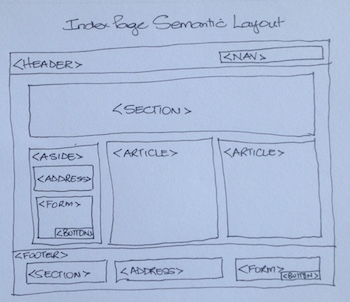 Index Page Semantic Layout
<HEADER>
<NAV>
<SECTION>
<ASIDE>
<ADDRESS>
<FORM>
<BUTTON>
<ARTICLE>
<ARTICLE>
<FOOTER>
<SECTION>
<ADDRESS>
<FORM>
<BUTTON>